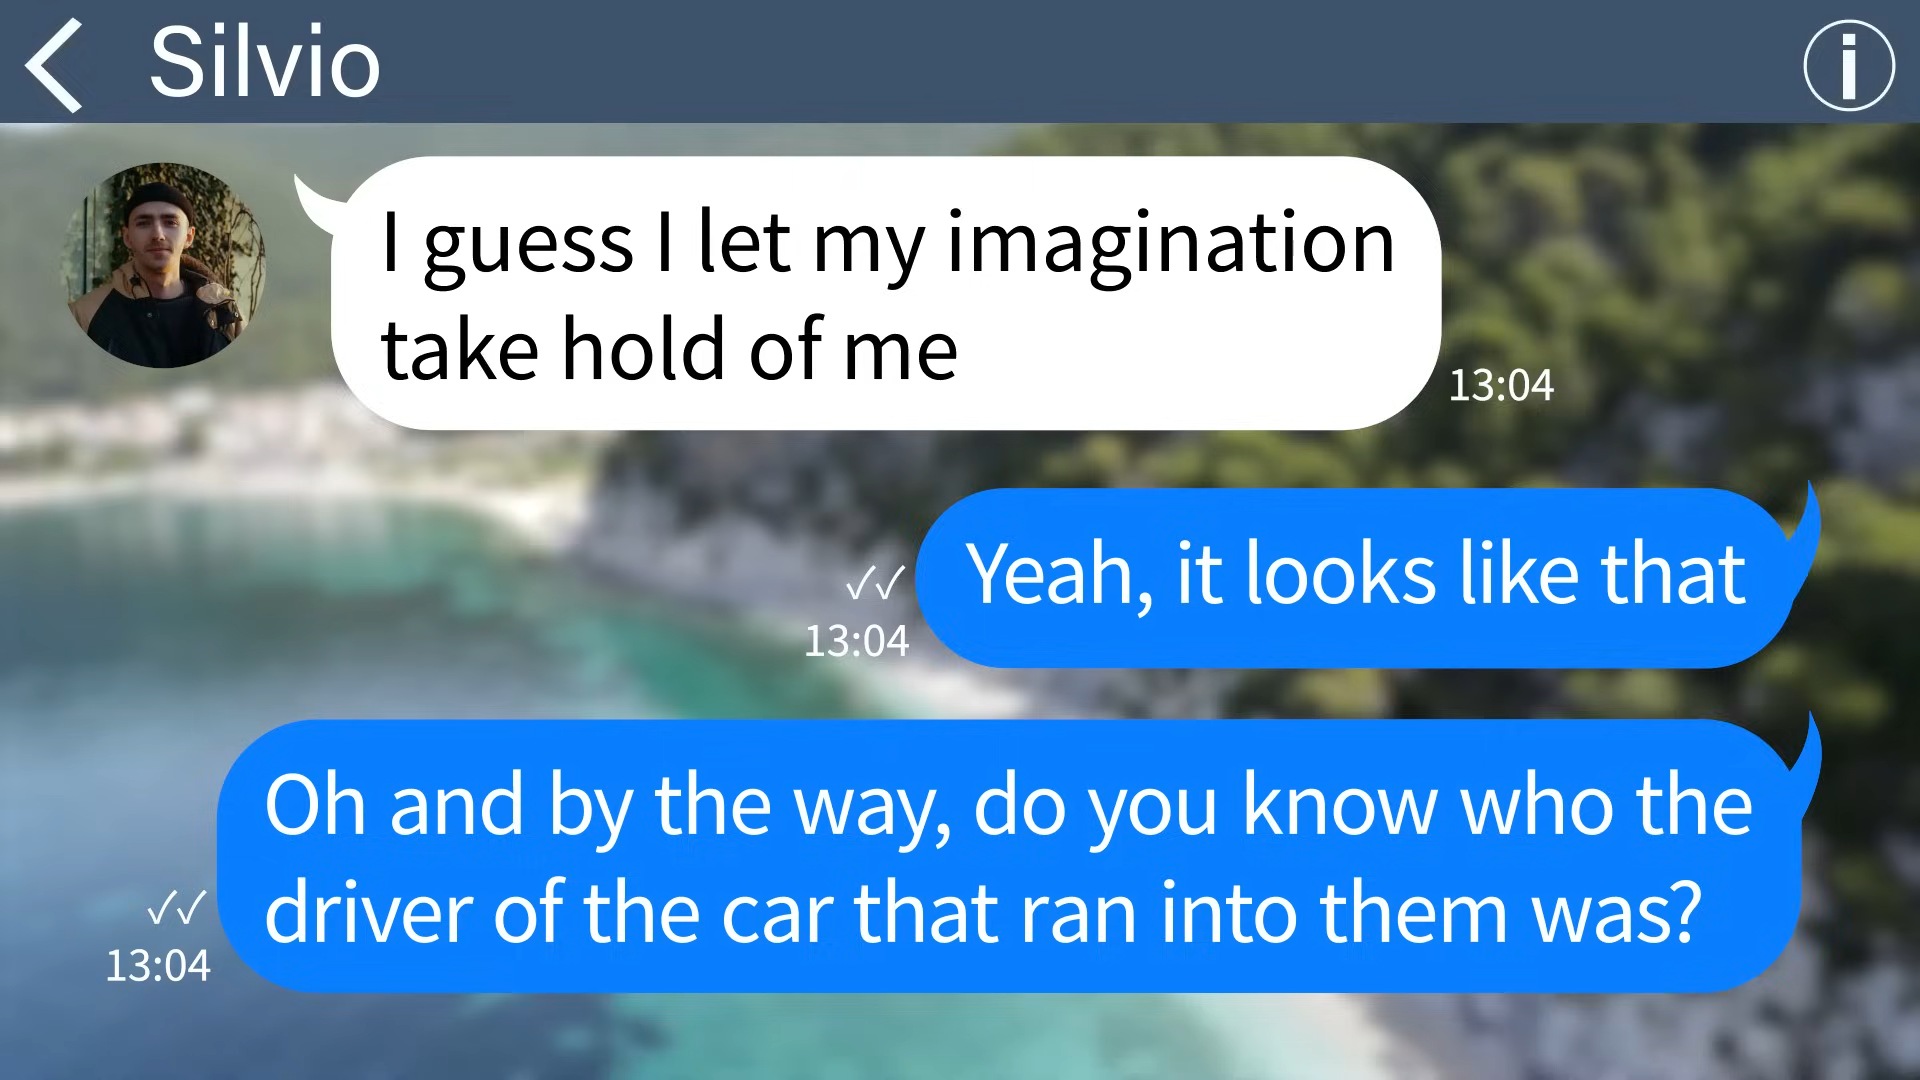 Silvio
I guess I let my imagination
take hold of me
13:04
Yeah, it looks like that
✓✓
13:04
Oh and by the way, do you know who the
driver of the car that ran into them was?
✓✓
13:04